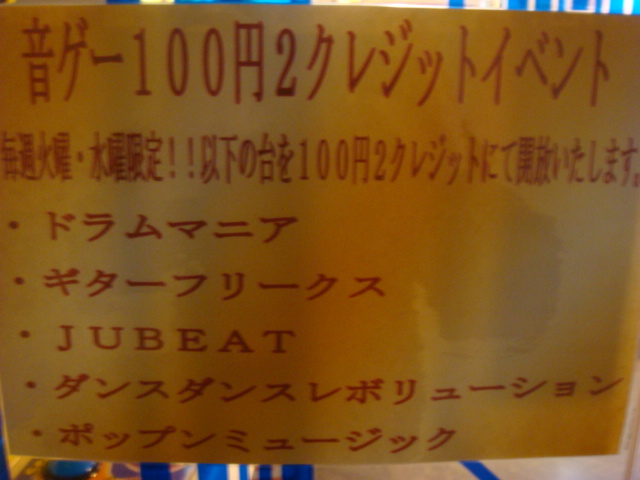 音ゲー１００円２クレジットイベント
毎週火曜・水曜限定！！以下の台を１００円２クレジットにて開放いたします。
・ドラムマニア
・ギターフリークス
・ＪＵＢＥＡＴ
・ダンスダンスレボリューション
・ポップンミュージック